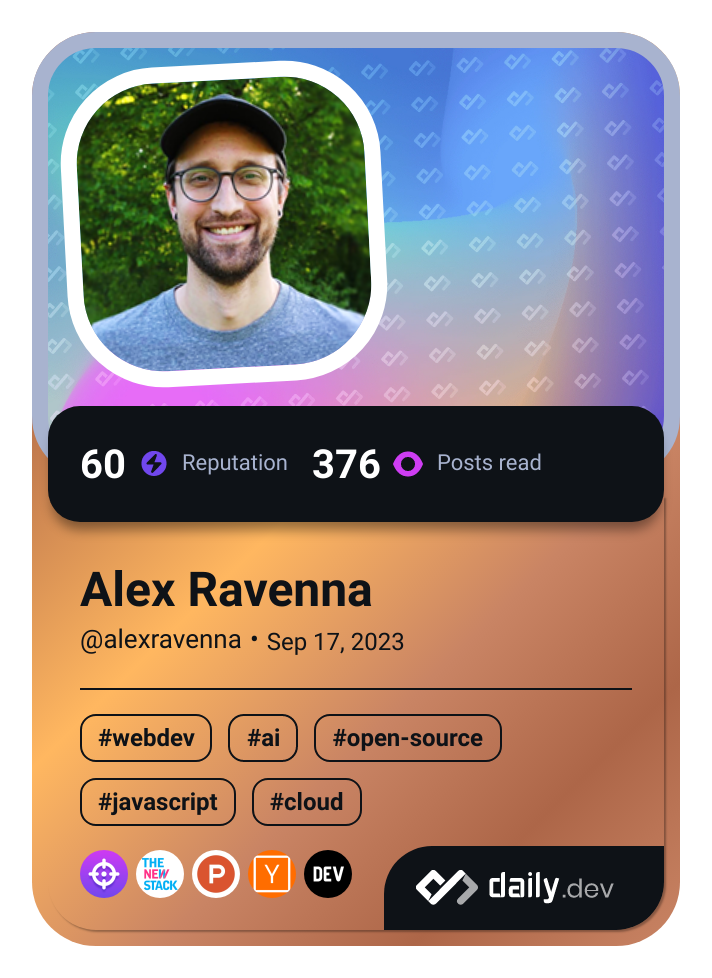 60 Reputation 376 Posts read
Alex Ravenna
@alexravenna • Sep 17, 2023
#webdev #ai #open-source
#javascript #cloud
THE
NEW
STACK
P
Y
DEV
daily.dev